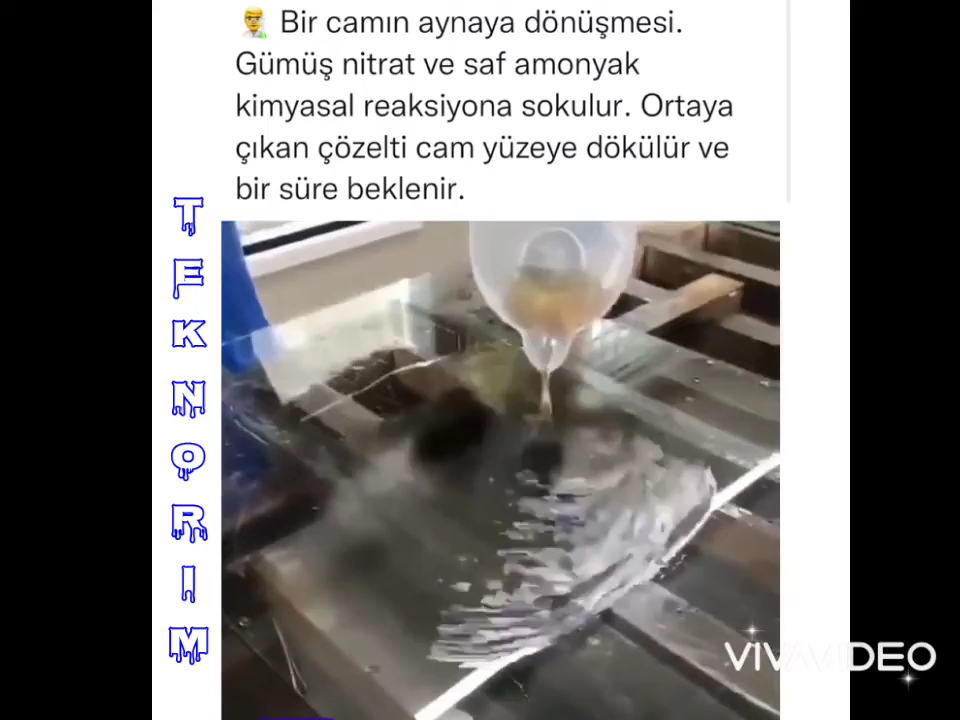 Bir camın aynaya dönüşmesi.
Gümüş nitrat ve saf amonyak
kimyasal reaksiyona sokulur. Ortaya
çıkan çözelti cam yüzeye dökülür ve
bir süre beklenir.
TEKNORIM
VIVAVIDEO